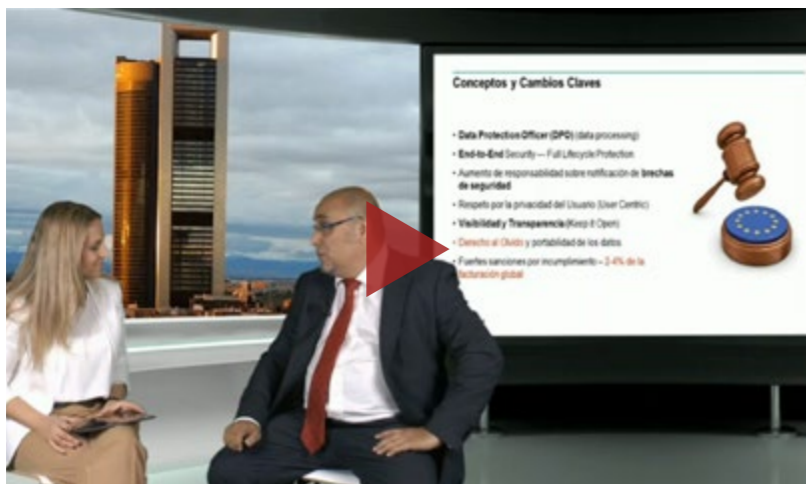 Conceptos y Cambios Claves
• Data Protection Officer (DPO) (data processing)
• End-to-End Security — Full Lifecycle Protection
• Aumento de responsabilidad sobre notificación de brechas
de seguridad
• Respeto por la privacidad del Usuario (User Centric)
• Visibilidad y Transparencia (Keep it Open)
• Derecho al Olvido y portabilidad de los datos
• Fuertes sanciones por incumplimiento – 2-4% de la
facturación global